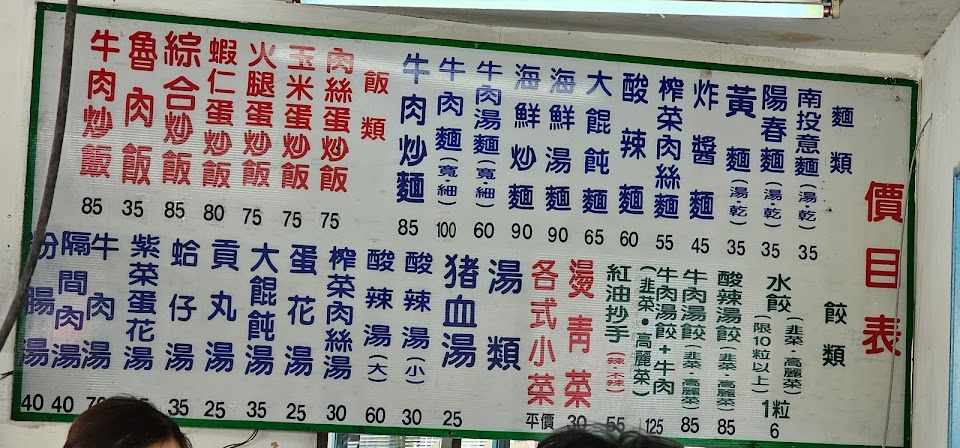 價目表
麵類
南投意麵(湯·乾) 35
陽春麵(湯·乾) 35
黃麵(湯·乾) 35
炸醬麵 45
榨菜肉絲麵 55
酸辣麵 60
大餛飩麵 65
海鮮湯麵 90
海鮮炒麵 90
牛肉湯麵(寬·細) 60
牛肉麵(寬·細) 100
牛肉炒麵 85
飯類
肉絲蛋炒飯 75
玉米蛋炒飯 75
火腿蛋炒飯 75
蝦仁蛋炒飯 80
綜合炒飯 85
魯肉飯 35
牛肉炒飯 85
餃類
水餃(韭菜·高麗菜)(限10粒以上) 1粒6
酸辣湯餃(韭菜·高麗菜) 85
牛肉湯餃(韭菜·高麗菜) 85
牛肉湯餃+牛肉(韭菜·高麗菜) 125
紅油抄手 55
燙青菜 30
各式小菜 平價
湯類
豬血湯 25
酸辣湯(小) 30
酸辣湯(大) 60
榨菜肉絲湯 30
蛋花湯 25
大餛飩湯
貢丸湯 25
蛤仔湯 35
紫菜蛋花湯
牛肉湯
隔間肉湯 40
粉腸湯 40